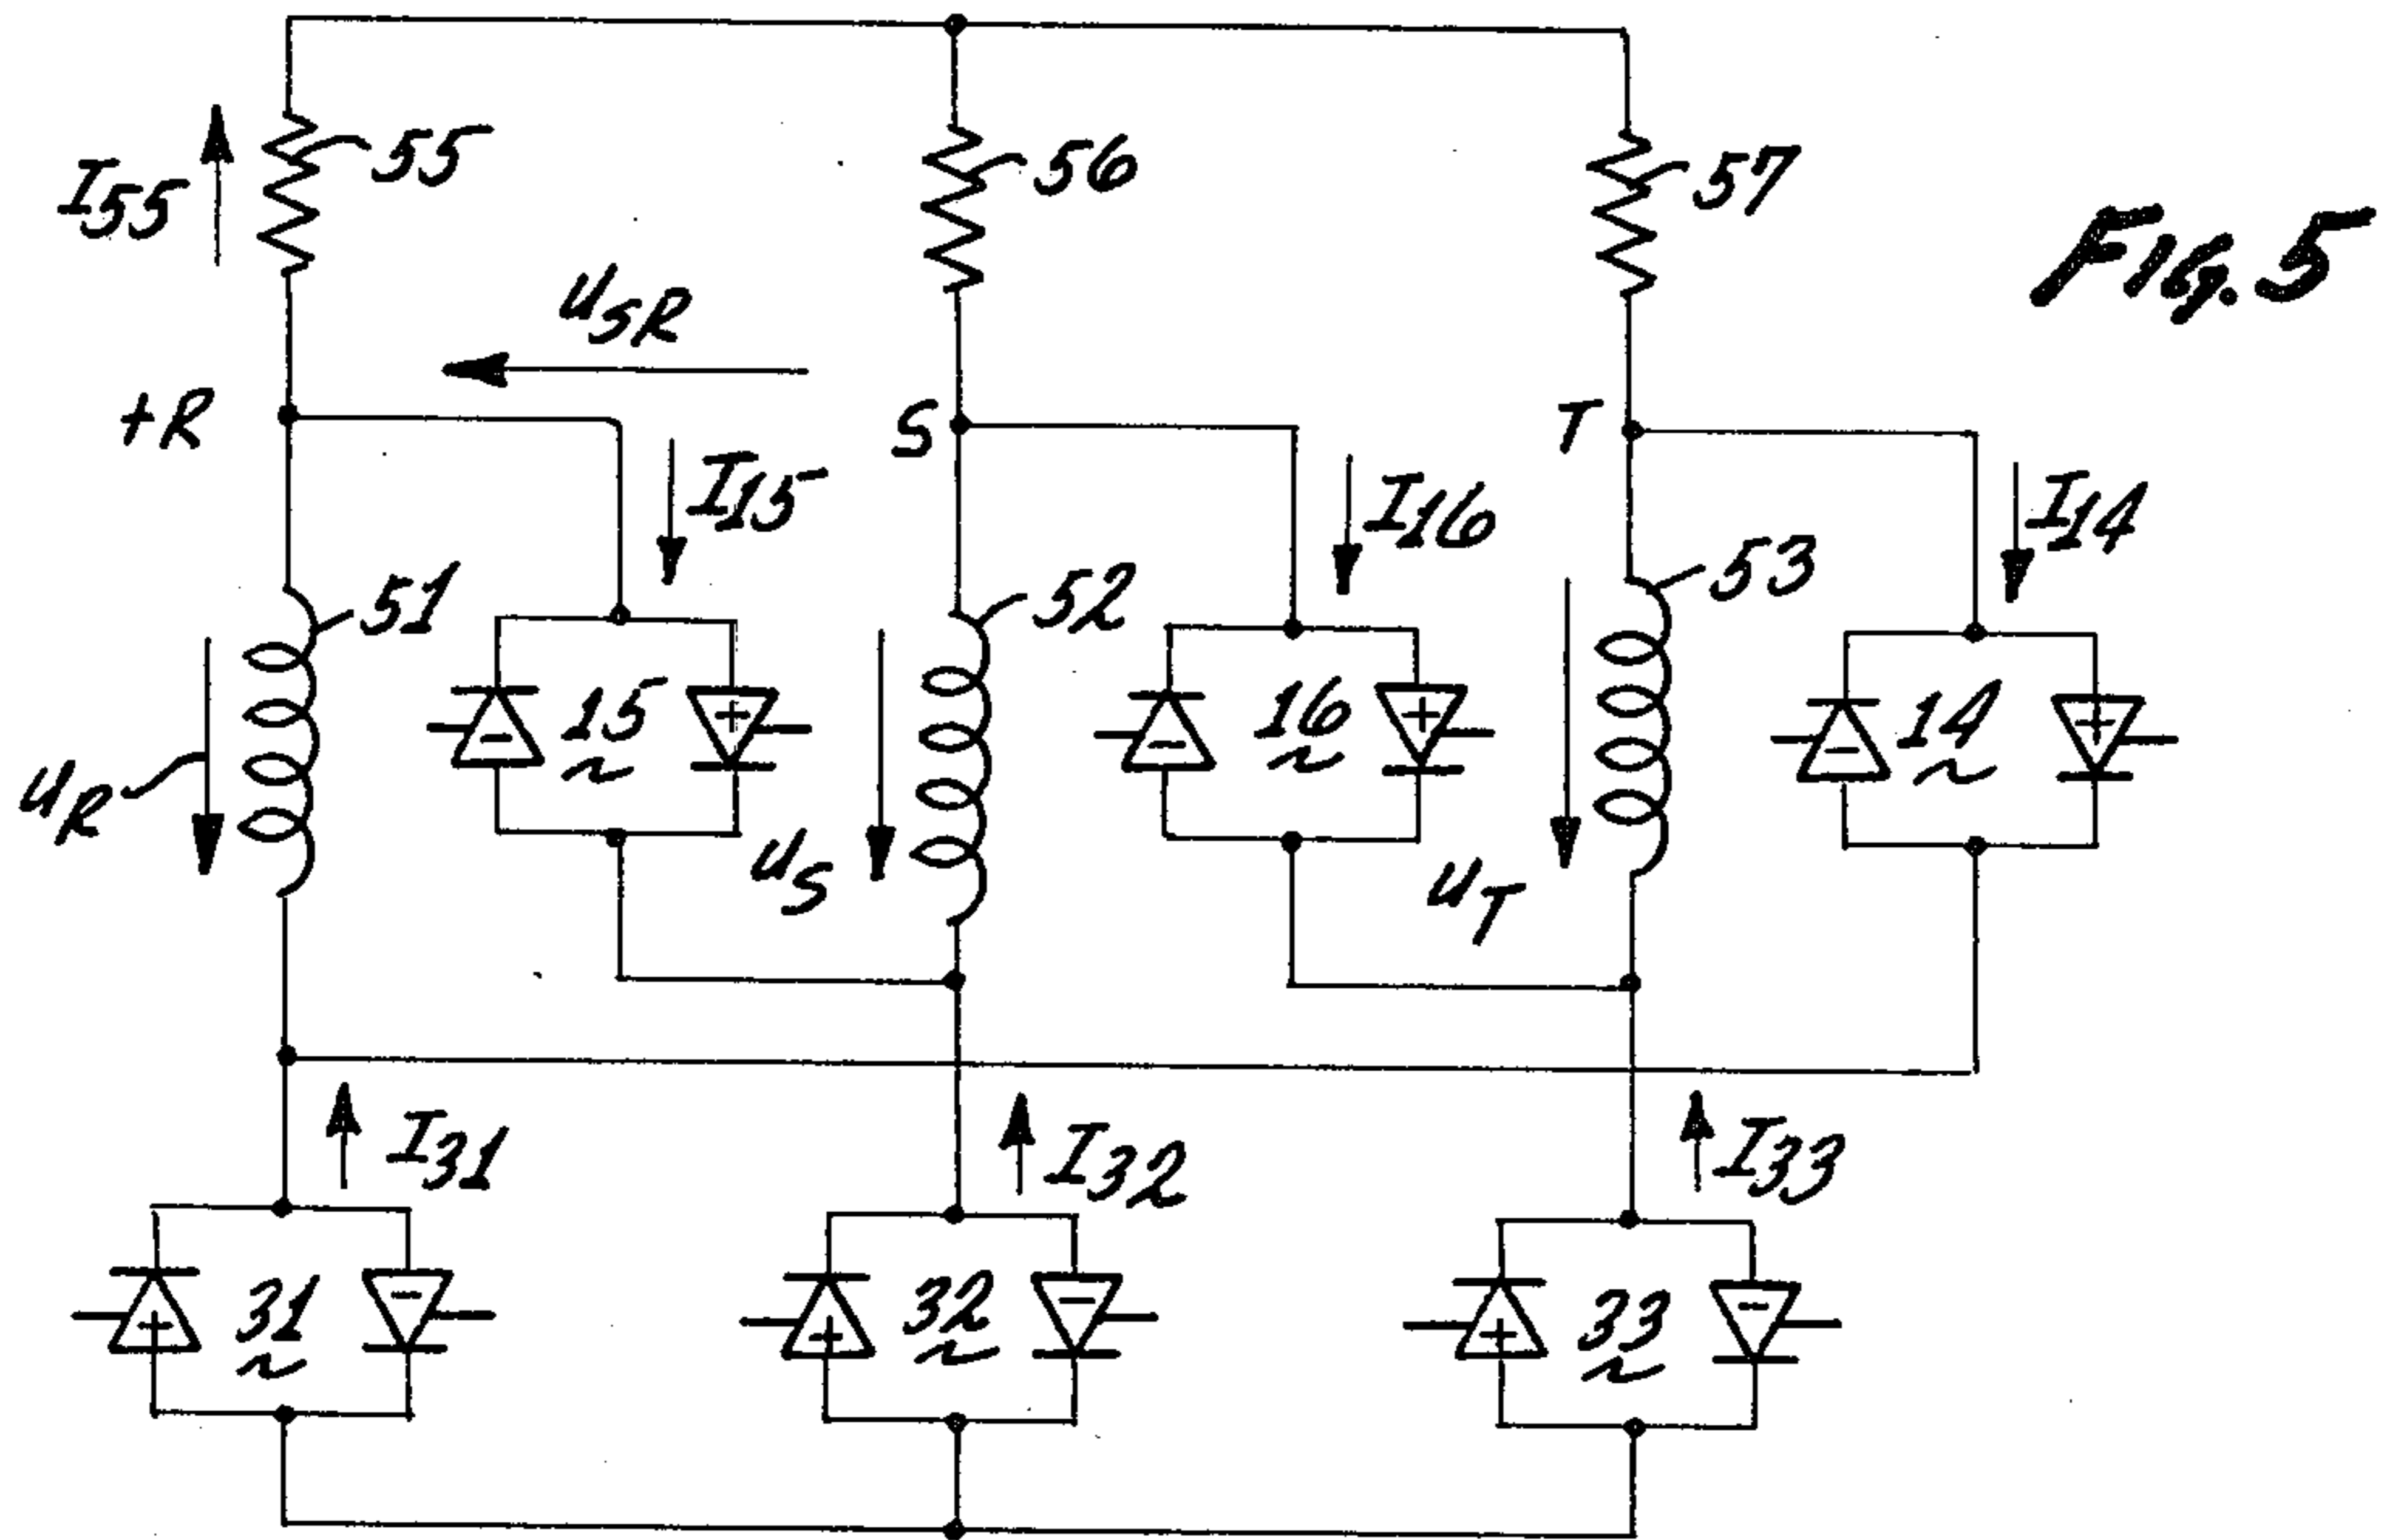 55
56
57
I55
Fig. 5
uSR
+R
S
T
I15
I16
I14
51
52
53
15
16
14
+
-
+
-
+
-
uR
uS
uT
I31
I32
I33
31
32
33
+
-
+
-
+
-